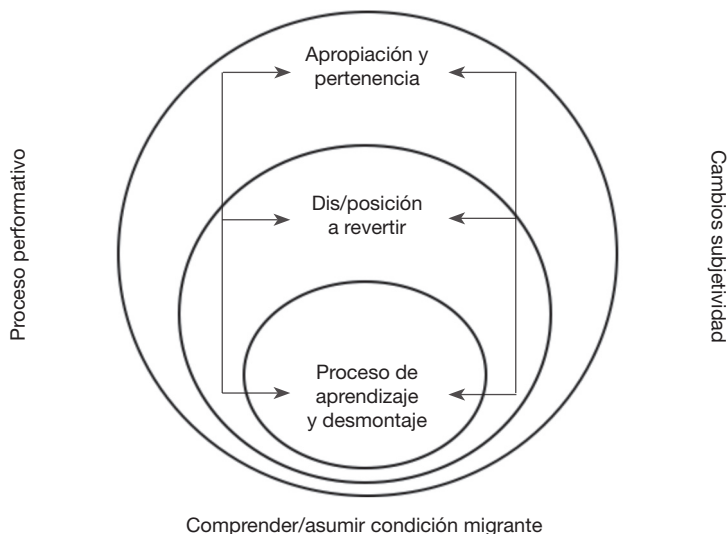 Apropiación y
pertenencia
Proceso performativo
Cambios subjetividad
Dis/posición
a revertir
Proceso de
aprendizaje
y desmontaje
Comprender/asumir condición migrante